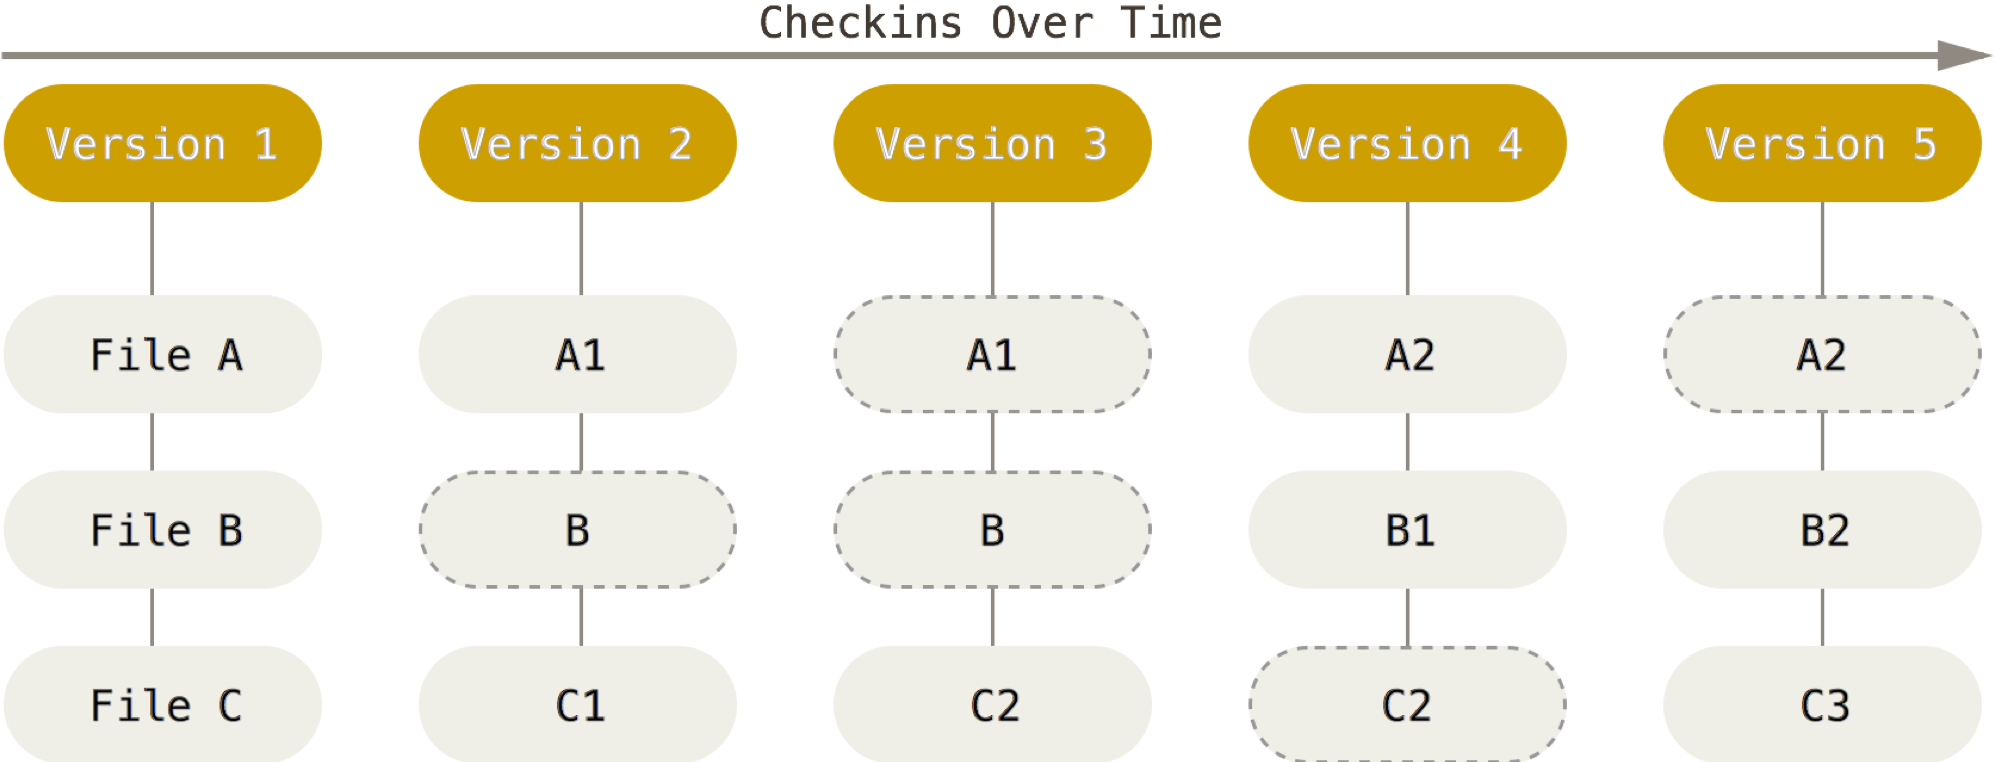 Checkins Over Time
Version 1 Version 2 Version 3 Version 4 Version 5
File A A1 A1 A2 A2
File B B B B1 B2
File C C1 C2 C2 C3